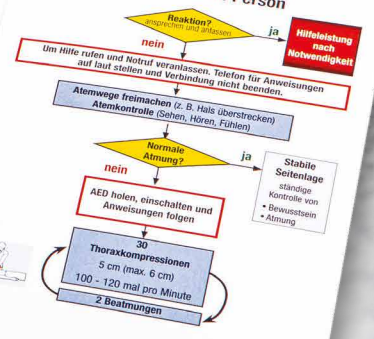 Person
Reaktion?
ansprechen und anfassen
ja
Hilfeleistung
nach
Notwendigkeit
nein
Um Hilfe rufen und Notruf veranlassen. Telefon für Anweisungen
auf laut stellen und Verbindung nicht beenden.
Atemwege freimachen (z. B. Hals überstrecken)
Atemkontrolle (Sehen, Hören, Fühlen)
Normale
Atmung?
ja
Stabile
Seitenlage
ständige
Kontrolle von
• Bewusstsein
• Atmung
nein
AED holen, einschalten und
Anweisungen folgen
30
Thoraxkompressionen
5 cm (max. 6 cm)
100 - 120 mal pro Minute
2 Beatmungen